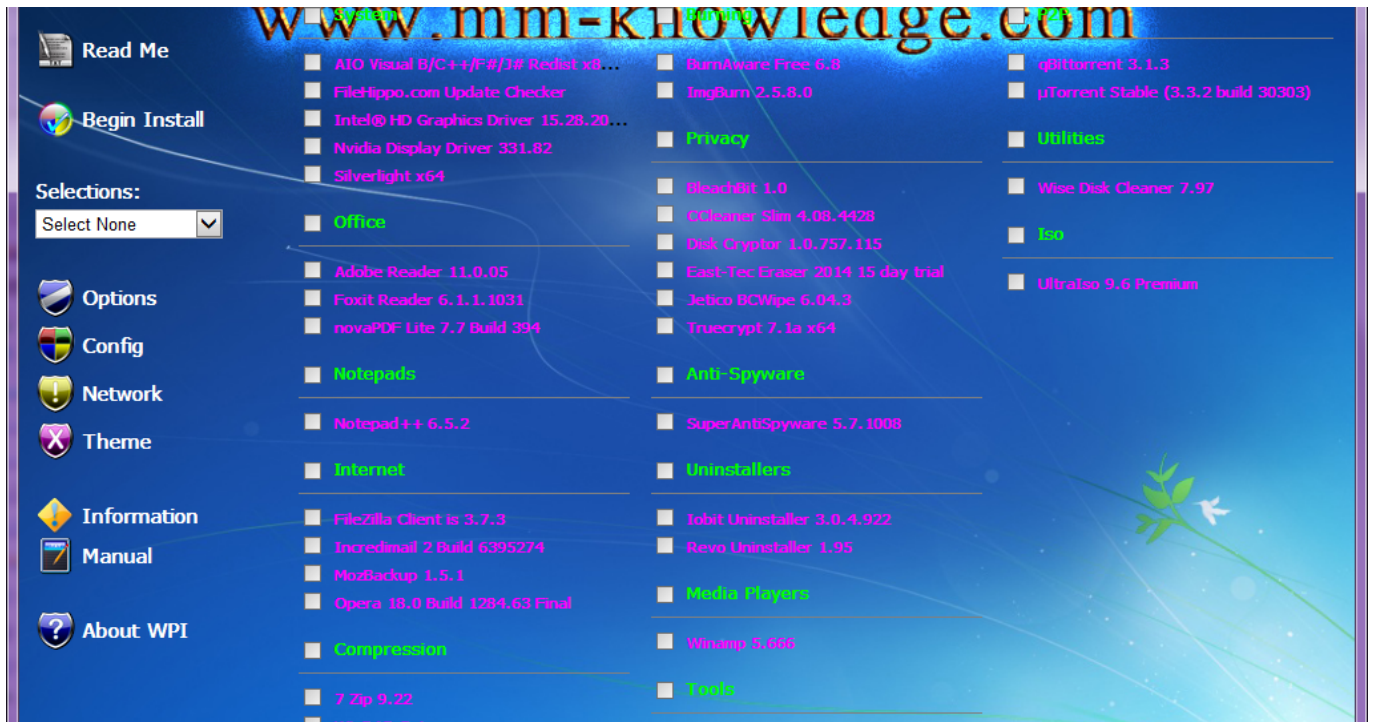 www.mm-knowledge.com
Read Me
Begin Install
Selections:
Select None
Options
Config
Network
Theme
Information
Manual
About WPI
System
AIO Visual B/C++/F#/J# Redist x8...
FileHippo.com Update Checker
Intel® HD Graphics Driver 15.28.20...
Nvidia Display Driver 331.82
Silverlight x64
Office
Adobe Reader 11.0.05
Foxit Reader 6.1.1.1031
novaPDF Lite 7.7 Build 394
Notepads
Notepad++ 6.5.2
Internet
FileZilla Client is 3.7.3
Incredimail 2 Build 6395274
MozBackup 1.5.1
Opera 18.0 Build 1284.63 Final
Compression
7 Zip 9.22
Burning
BurnAware Free 6.8
ImgBurn 2.5.8.0
Privacy
BleachBit 1.0
CCleaner Slim 4.08.4428
Disk Cryptor 1.0.757.115
East-Tec Eraser 2014 15 day trial
Jetico BCWipe 6.04.3
Truecrypt 7.1a x64
Anti-Spyware
SuperAntiSpyware 5.7.1008
Uninstallers
Iobit Uninstaller 3.0.4.922
Revo Uninstaller 1.95
Media Players
Winamp 5.666
Tools
P2P
qBittorrent 3.1.3
µTorrent Stable (3.3.2 build 30303)
Utilities
Wise Disk Cleaner 7.97
Iso
UltraIso 9.6 Premium